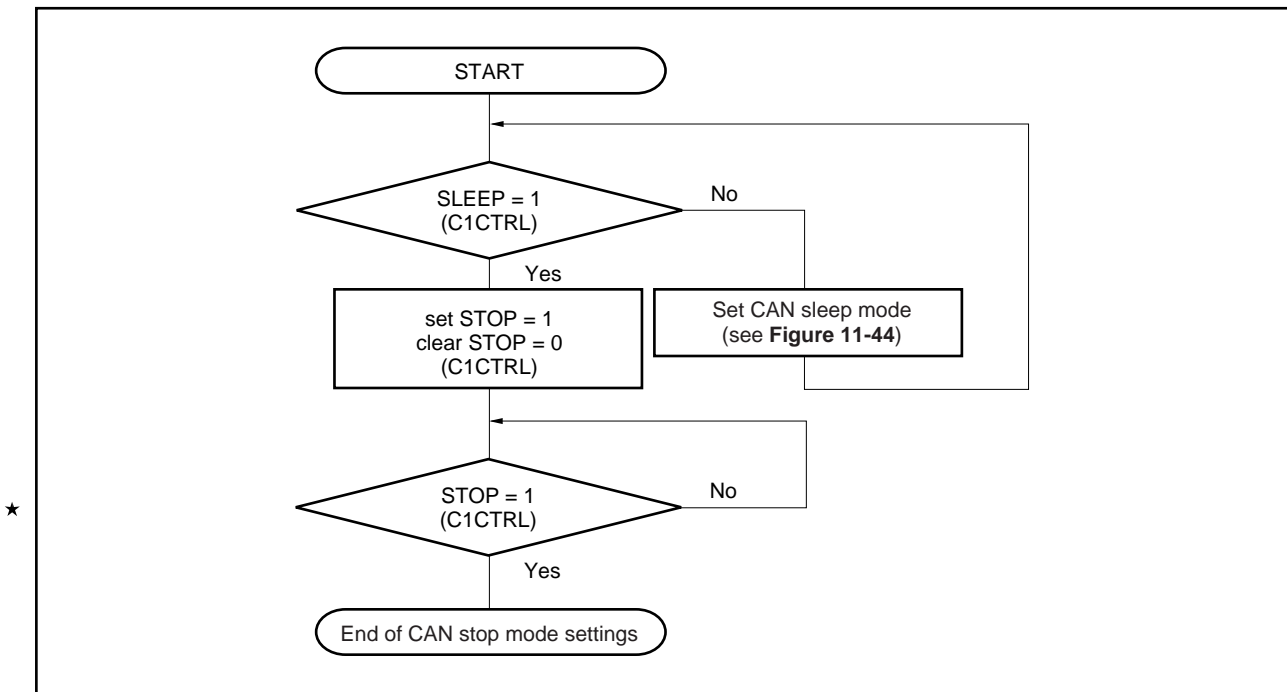 START
SLEEP = 1
(C1CTRL)
No
Yes
set STOP = 1
clear STOP = 0
(C1CTRL)
Set CAN sleep mode
(see Figure 11-44)
STOP = 1
(C1CTRL)
No
★
Yes
End of CAN stop mode settings